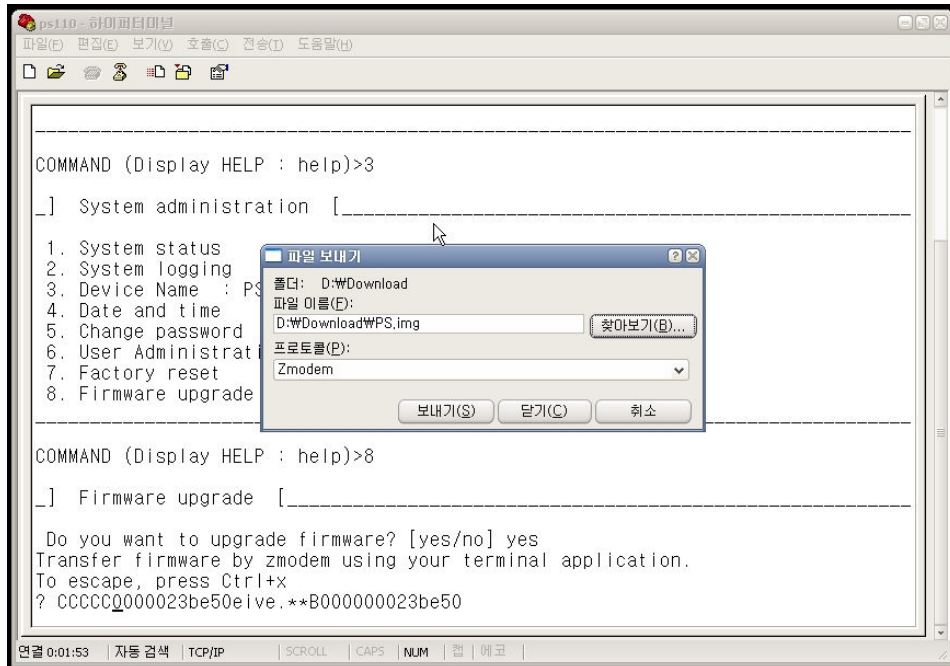 ps110 - 하이퍼터미널
파일(F) 편집(E) 보기(V) 호출(C) 전송(T) 도움말(H)
COMMAND (Display HELP : help)>3
_] System administration [_
1. System status
2. System logging
3. Device Name : PS
4. Date and time
5. Change password
6. User Administrati
7. Factory reset
8. Firmware upgrade
파일 보내기
폴더: D:\Download
파일 이름(F):
D:\Download\PS.img
찾아보기(B)...
프로토콜(P):
Zmodem
보내기(S) 닫기(C) 취소
COMMAND (Display HELP : help)>8
_] Firmware upgrade [_
Do you want to upgrade firmware? [yes/no] yes
Transfer firmware by zmodem using your terminal application.
To escape, press Ctrl+x
? CCCCC0000023be50eive.**B000000023be50
연결 0:01:53 자동 검색 TCP/IP SCROLL CAPS NUM 캡 에코